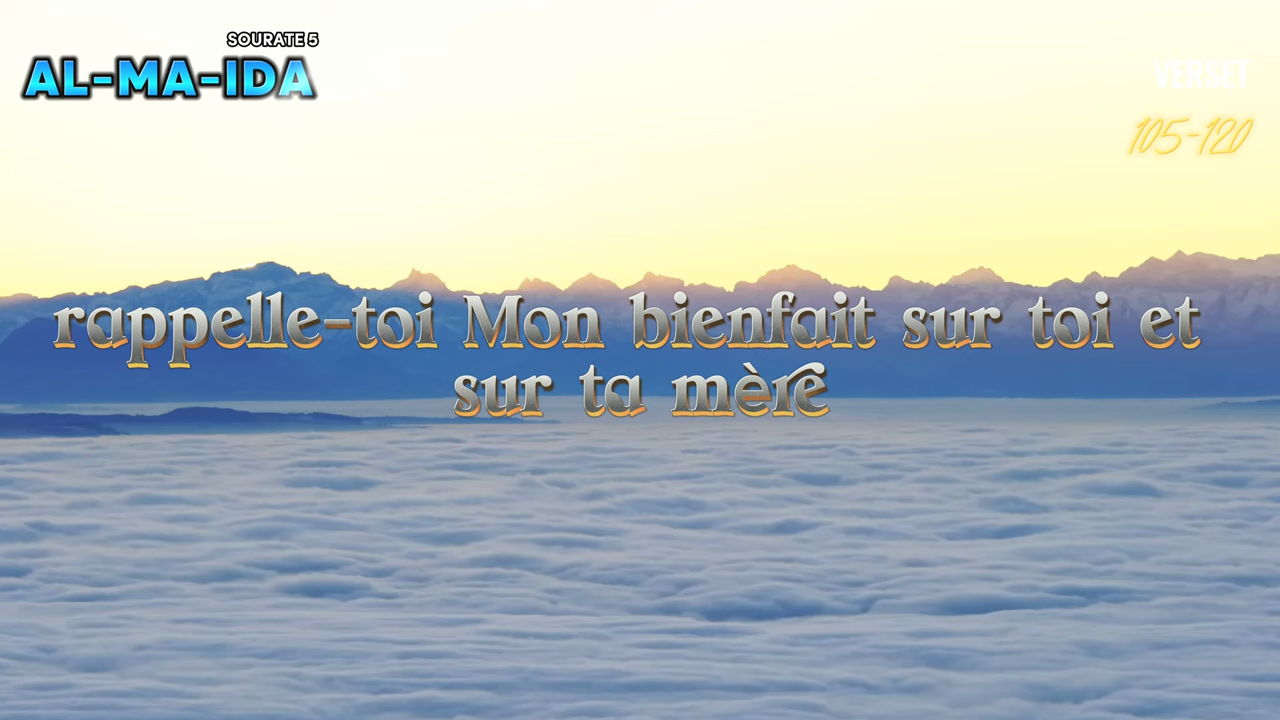 SOURATE 5
AL-MA-IDA
VERSET
105-120
rappelle-toi Mon bienfait sur toi et
sur ta mère